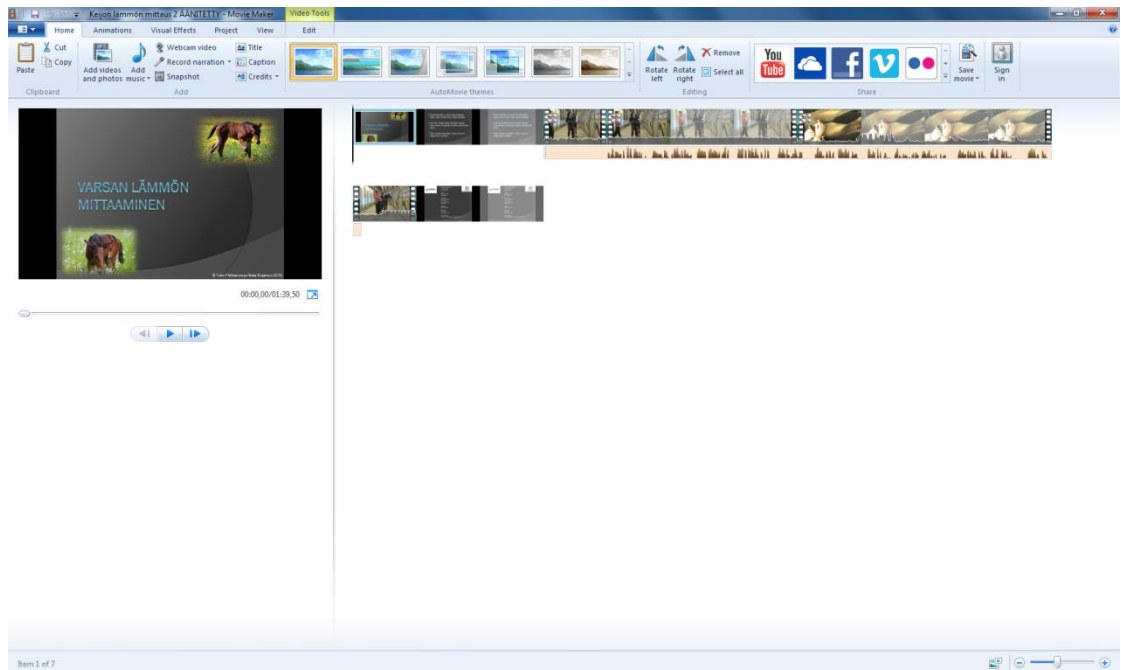 Keijon lämmön mittaus 2 ÄÄNITETTY - Movie Maker
Video Tools
Home
Animations
Visual Effects
Project
View
Edit
Paste
Cut
Copy
Clipboard
Add videos and photos
Add music
Webcam video
Record narration
Snapshot
Title
Caption
Credits
Add
AutoMovie themes
Rotate left
Rotate right
Remove
Select all
Editing
You Tube
Share
Save movie
Sign in
VARSAN LÄMMÖN
MITTAAMINEN
00:00,00/01:39,50
Item 1 of 7